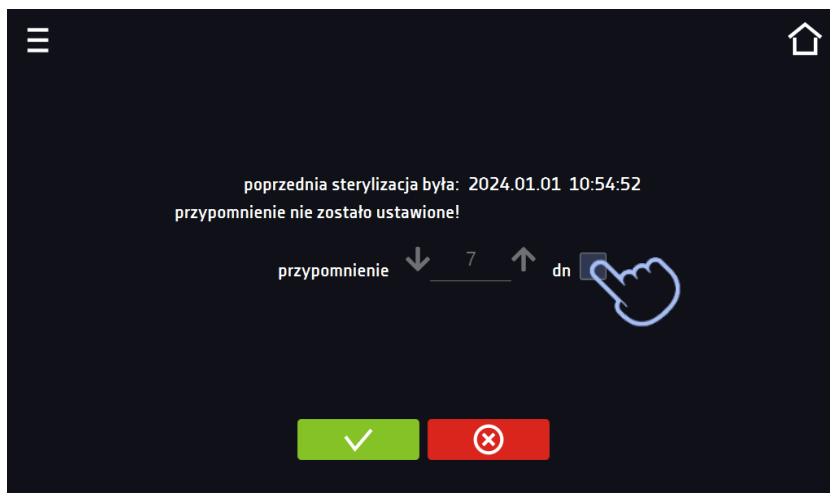 poprzednia sterylizacja była: 2024.01.01 10:54:52
przypomnienie nie zostało ustawione!
przypomnienie 7 dn